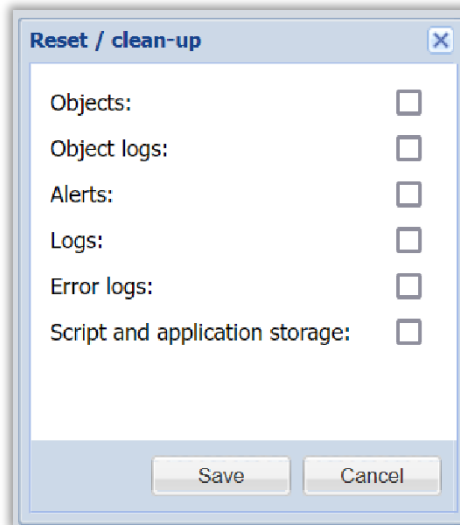 Reset / clean-up
Objects:
Object logs:
Alerts:
Logs:
Error logs:
Script and application storage:
Save Cancel